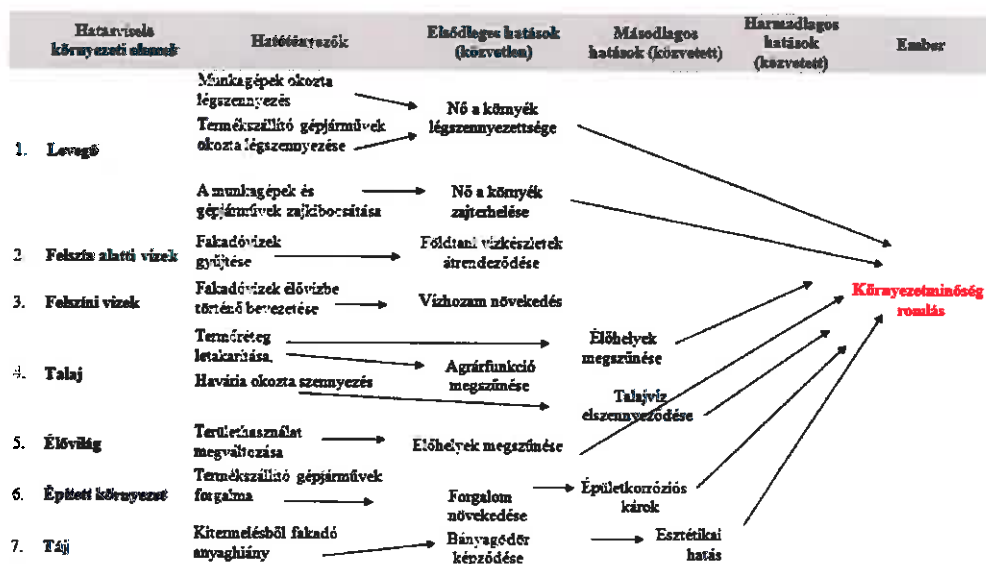 Hatásviselő
környezeti elemek
Hatótényezők
Elsődleges hatások
(közvetlen)
Másodlagos
hatások (közvetett)
Harmadlagos
hatások
(közvetett)
Ember
Munkagépek okozta
légszennyezés
Nő a környék
légszennyezettsége
Termékszállító gépjárművek
okozta légszennyezése
1. Levegő
A munkagépek és
gépjárművek zajkibocsátása
Nő a környék
zajterhelése
2. Felszín alatti vizek
Fakadóvizek
gyűjtése
Földtani vízkészletek
átrendeződése
3. Felszíni vizek
Fakadóvizek élővízbe
történő bevezetése
Vízhozam növekedés
Környezetminőség
romlás
4. Talaj
Termőréteg
letakarítása,
Élőhelyek
megszűnése
Agrárfunkció
megszűnése
Havária okozta szennyezés
Talajvíz
elszennyeződése
5. Élővilág
Területhasználat
megváltozása
Előhelyek megszűnése
6. Épített környezet
Termékszállító gépjárművek
forgalma
Forgalom
növekedése
Épületkorróziós
károk
7. Táj
Kitermelésből fakadó
anyaghiány
Bányagödör
képződése
Esztétikai
hatás